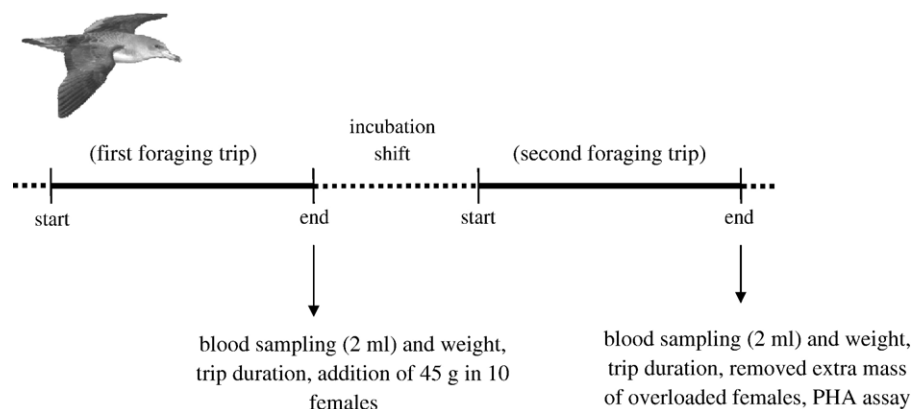 incubation
shift
(first foraging trip)
(second foraging trip)
start
end
start
end
blood sampling (2 ml) and weight,
trip duration, addition of 45 g in 10
females
blood sampling (2 ml) and weight,
trip duration, removed extra mass
of overloaded females, PHA assay